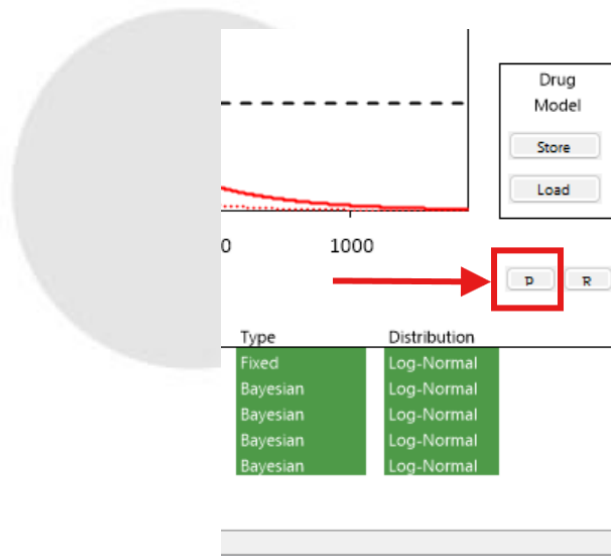 Drug
Model
Store
Load
0 1000
P R
Type Distribution
Fixed Log-Normal
Bayesian Log-Normal
Bayesian Log-Normal
Bayesian Log-Normal
Bayesian Log-Normal